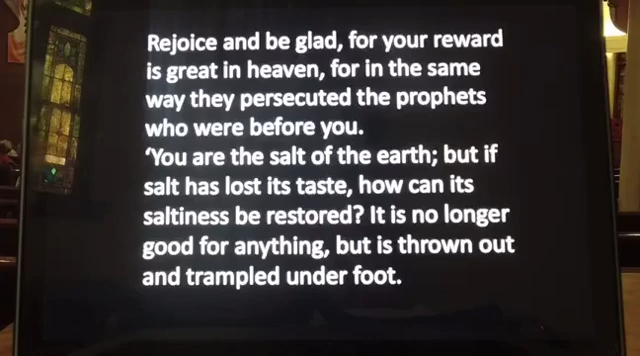 Rejoice and be glad, for your reward
is great in heaven, for in the same
way they persecuted the prophets
who were before you.
‘You are the salt of the earth; but if
salt has lost its taste, how can its
saltiness be restored? It is no longer
good for anything, but is thrown out
and trampled under foot.